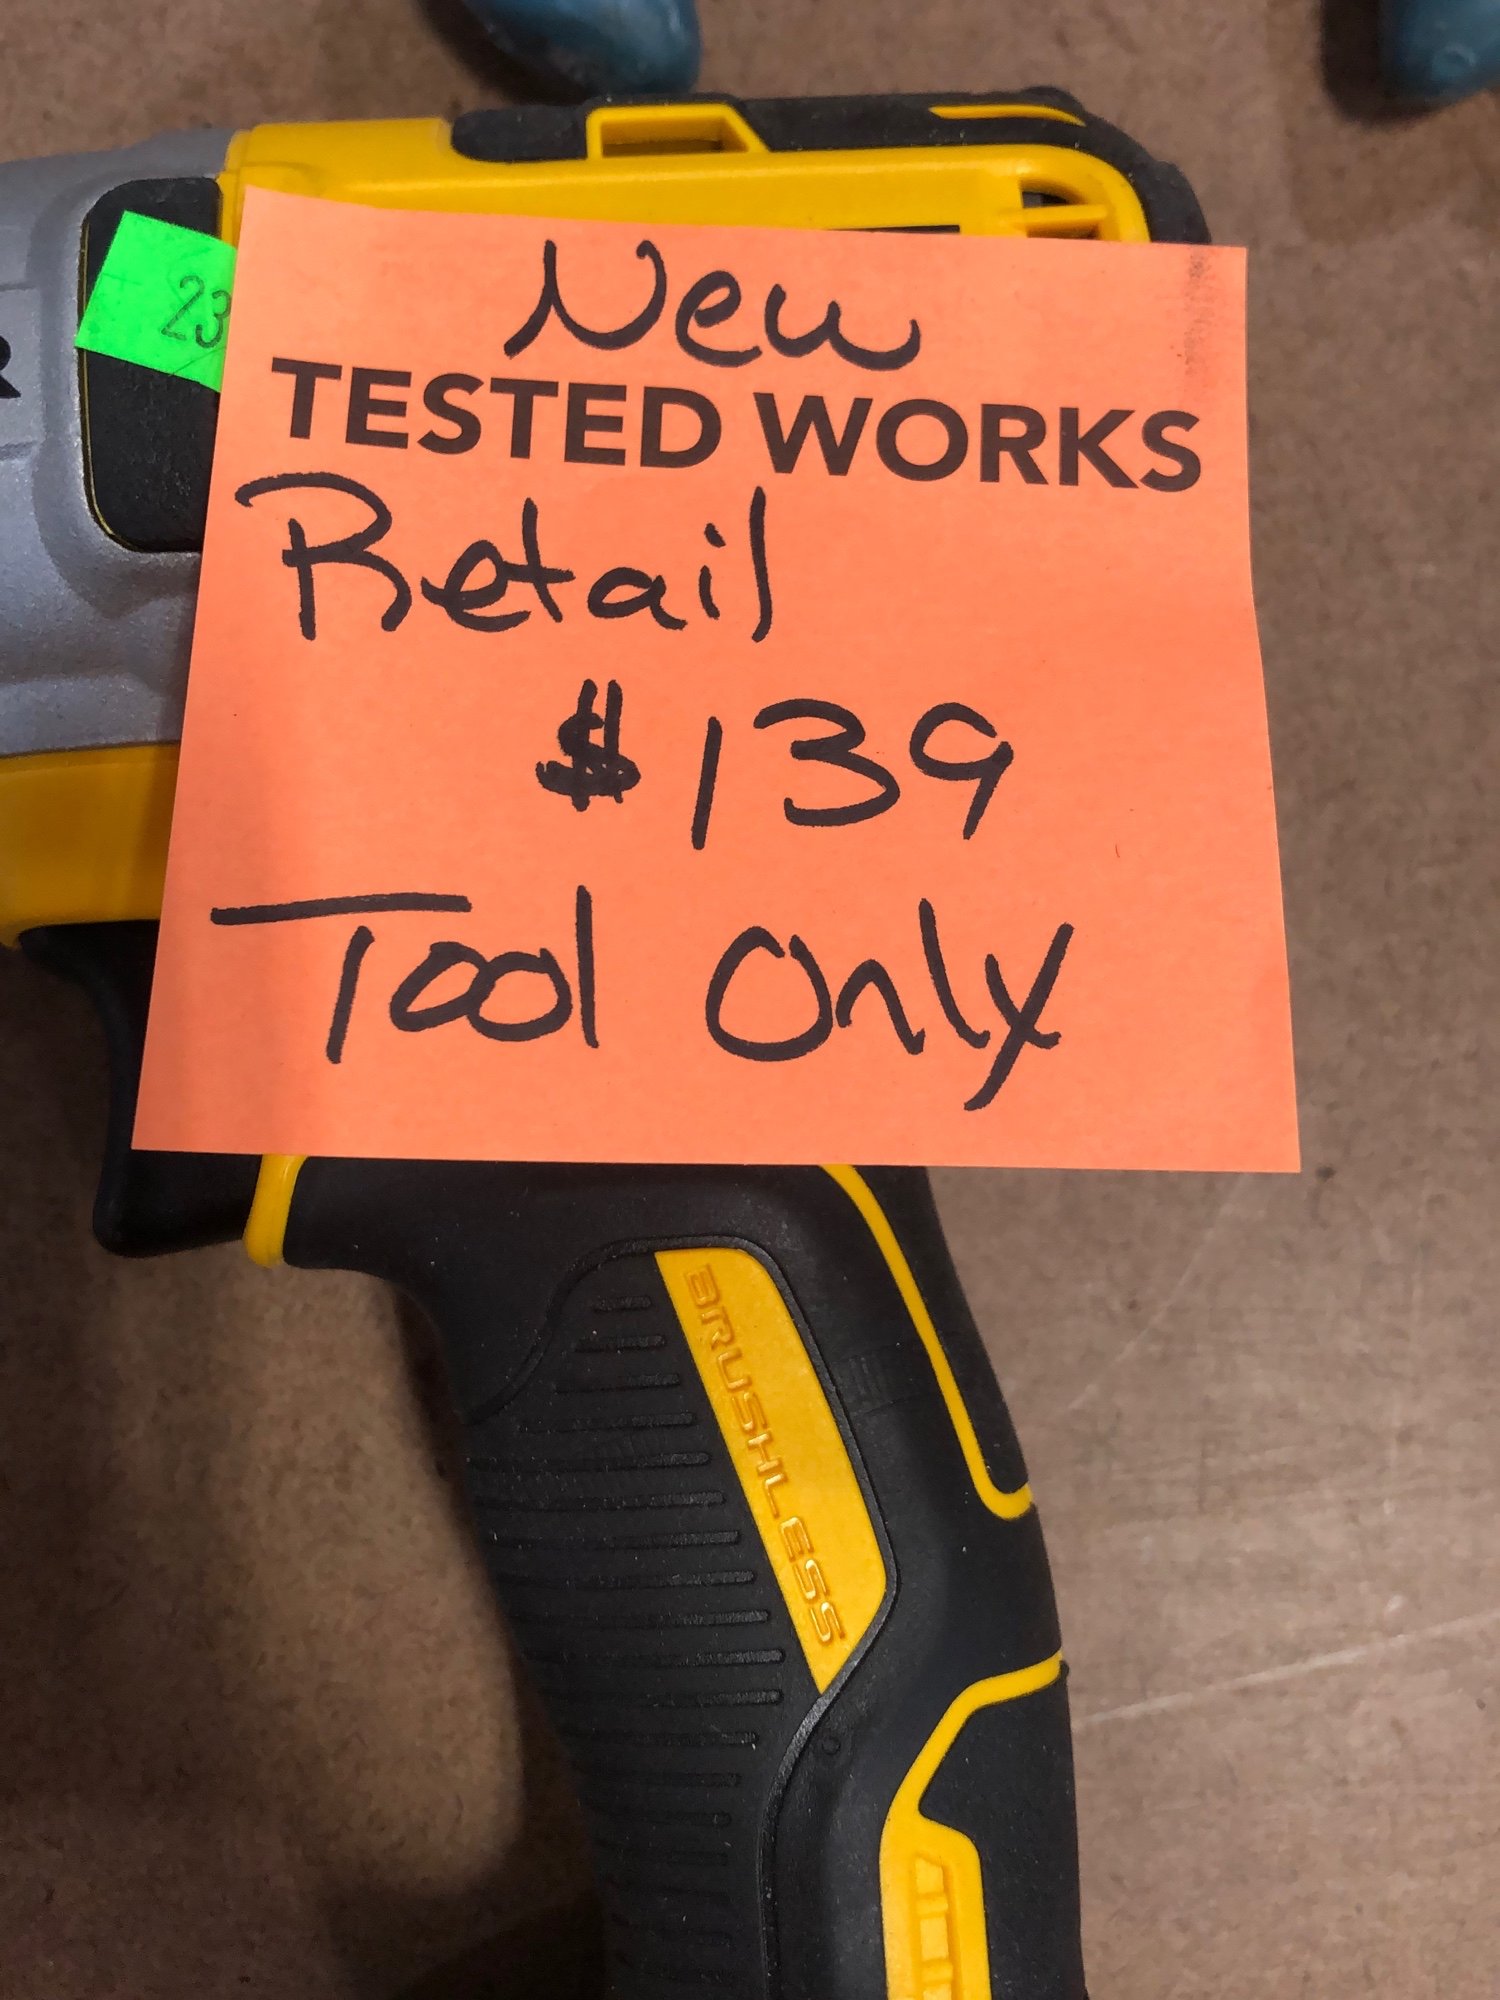 23
New
TESTED WORKS
Retail
$139
Tool Only
BRUSHLESS